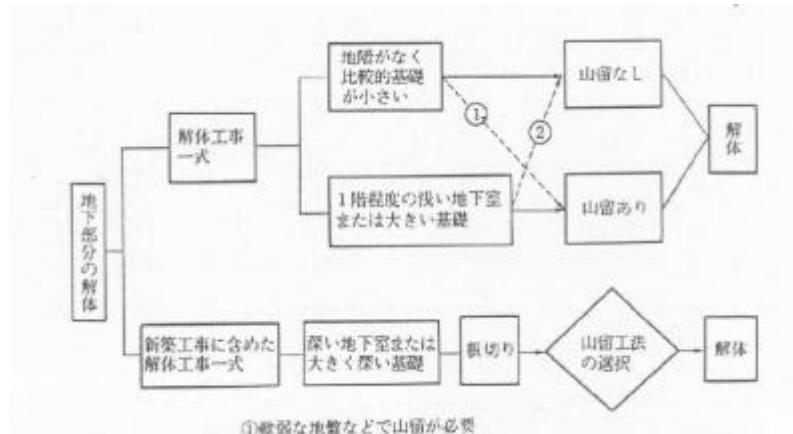 地下部分の解体
解体工事
一式
地階がなく
比較的基礎
が小さい
1階程度の浅い地下室
または大きい基礎
①
②
山留なし
山留あり
解体
新築工事に含めた
解体工事一式
深い地下室または
大きく深い基礎
根切り
山留工法
の選択
解体
①軟弱な地盤などで山留が必要